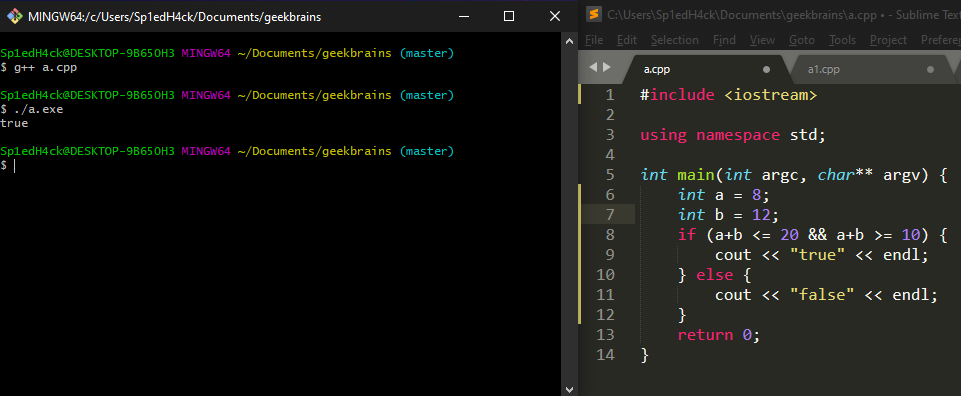 MINGW64:/c/Users/Sp1edH4ck/Documents/geekbrains
Sp1edH4ck@DESKTOP-9B65OH3 MINGW64 ~/Documents/geekbrains (master)
$ g++ a.cpp
Sp1edH4ck@DESKTOP-9B65OH3 MINGW64 ~/Documents/geekbrains (master)
$ ./a.exe
true
Sp1edH4ck@DESKTOP-9B65OH3 MINGW64 ~/Documents/geekbrains (master)
$
C:\Users\Sp1edH4ck\Documents\geekbrains\a.cpp • - Sublime Text
File Edit Selection Find View Goto Tools Project Prefere
a.cpp a1.cpp
1 #include <iostream>
2
3 using namespace std;
4
5 int main(int argc, char** argv) {
6 int a = 8;
7 int b = 12;
8 if (a+b <= 20 && a+b >= 10) {
9 cout << "true" << endl;
10 } else {
11 cout << "false" << endl;
12 }
13 return 0;
14 }